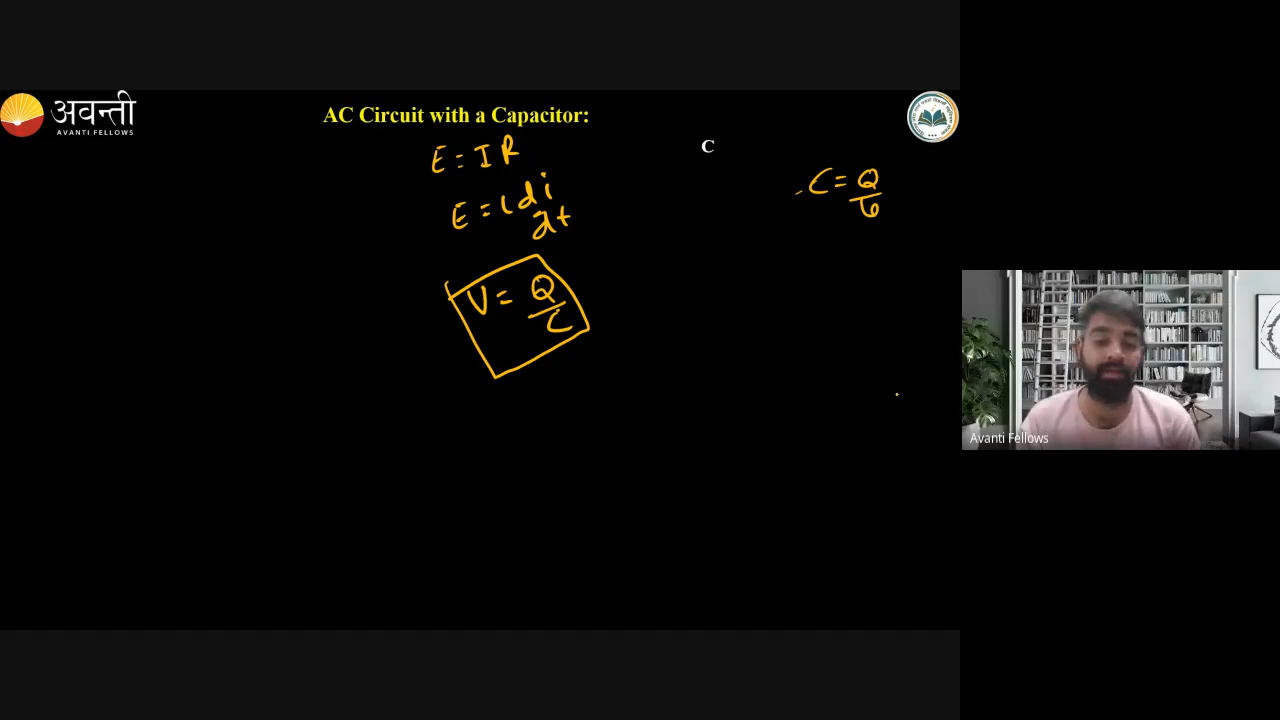 अवन्ती
AVANTI FELLOWS
AC Circuit with a Capacitor:
E = IR
C
C = Q
E = L di
dt
V = Q
C
Avanti Fellows